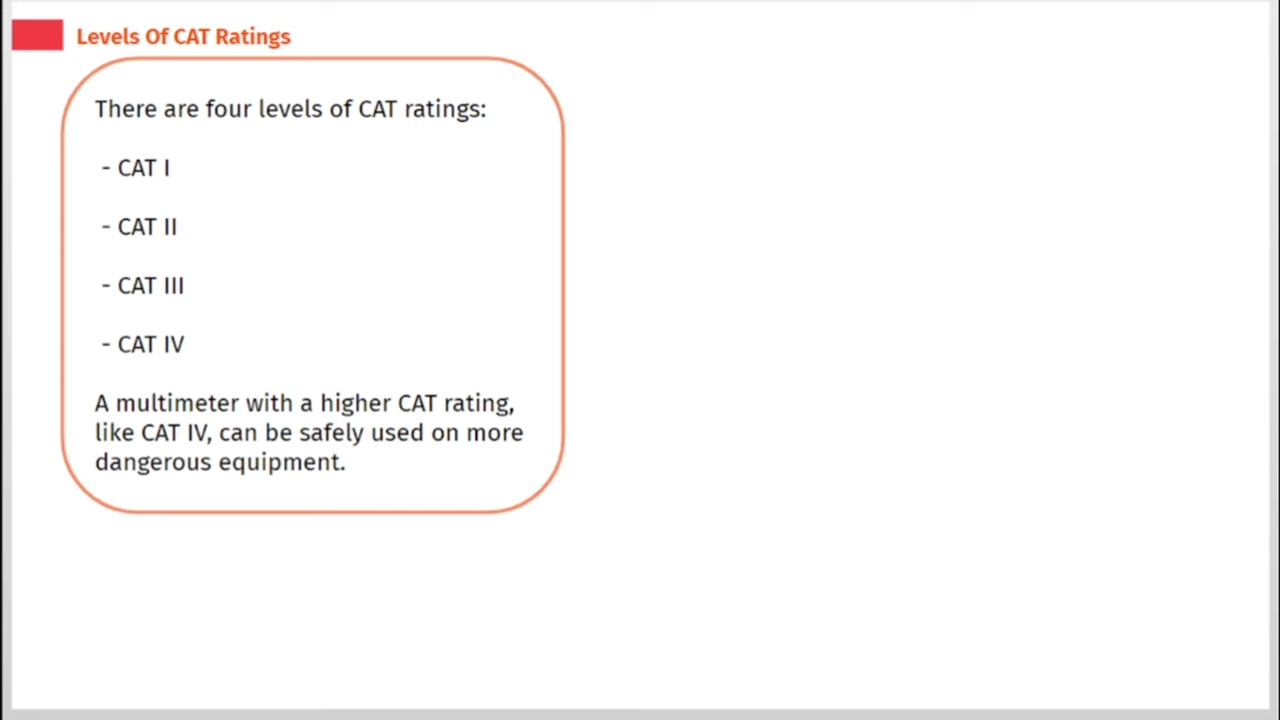 Levels Of CAT Ratings
There are four levels of CAT ratings:
- CAT I
- CAT II
- CAT III
- CAT IV
A multimeter with a higher CAT rating,
like CAT IV, can be safely used on more
dangerous equipment.